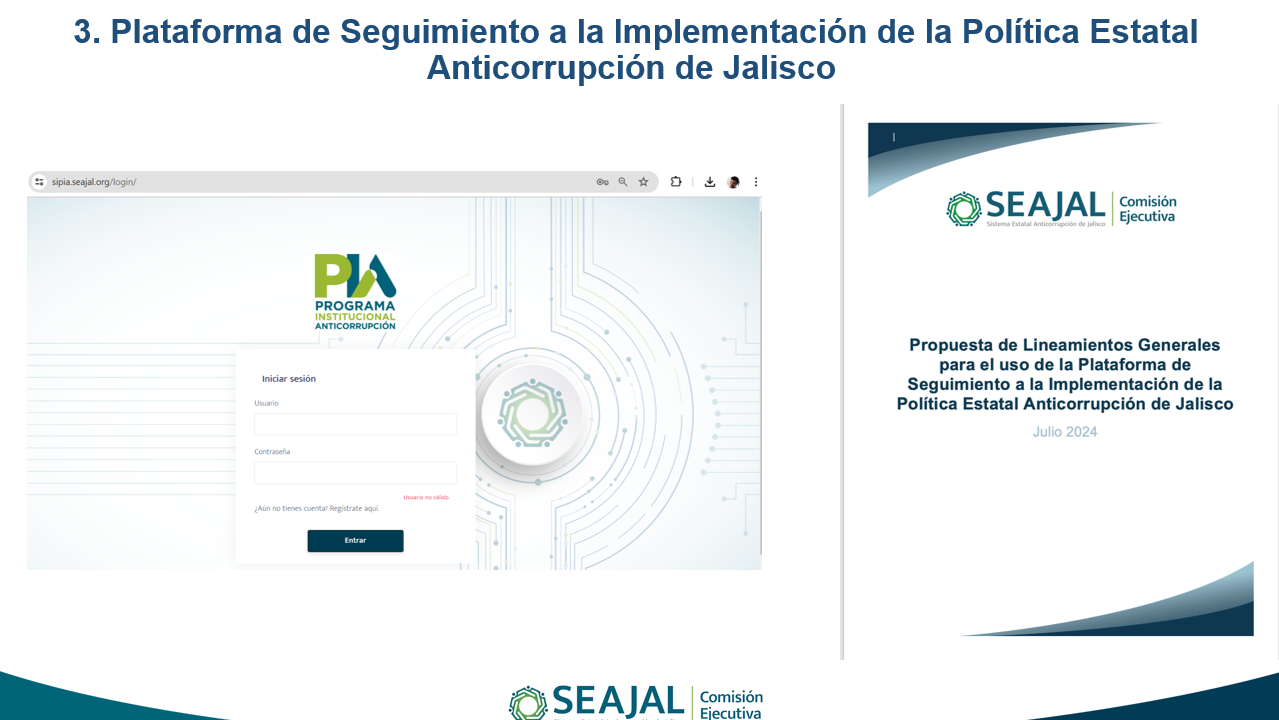 3. Plataforma de Seguimiento a la Implementación de la Política Estatal
Anticorrupción de Jalisco
sipia.seajal.org/login/
PIA
PROGRAMA
INSTITUCIONAL
ANTICORRUPCIÓN
Iniciar sesión
Usuario
Contraseña
Usuario no válido
¿Aún no tienes cuenta? Regístrate aquí.
Entrar
SEAJAL
Sistema Estatal Anticorrupción de Jalisco
Comisión
Ejecutiva
Propuesta de Lineamientos Generales
para el uso de la Plataforma de
Seguimiento a la Implementación de la
Política Estatal Anticorrupción de Jalisco
Julio 2024
SEAJAL
Comisión
Ejecutiva